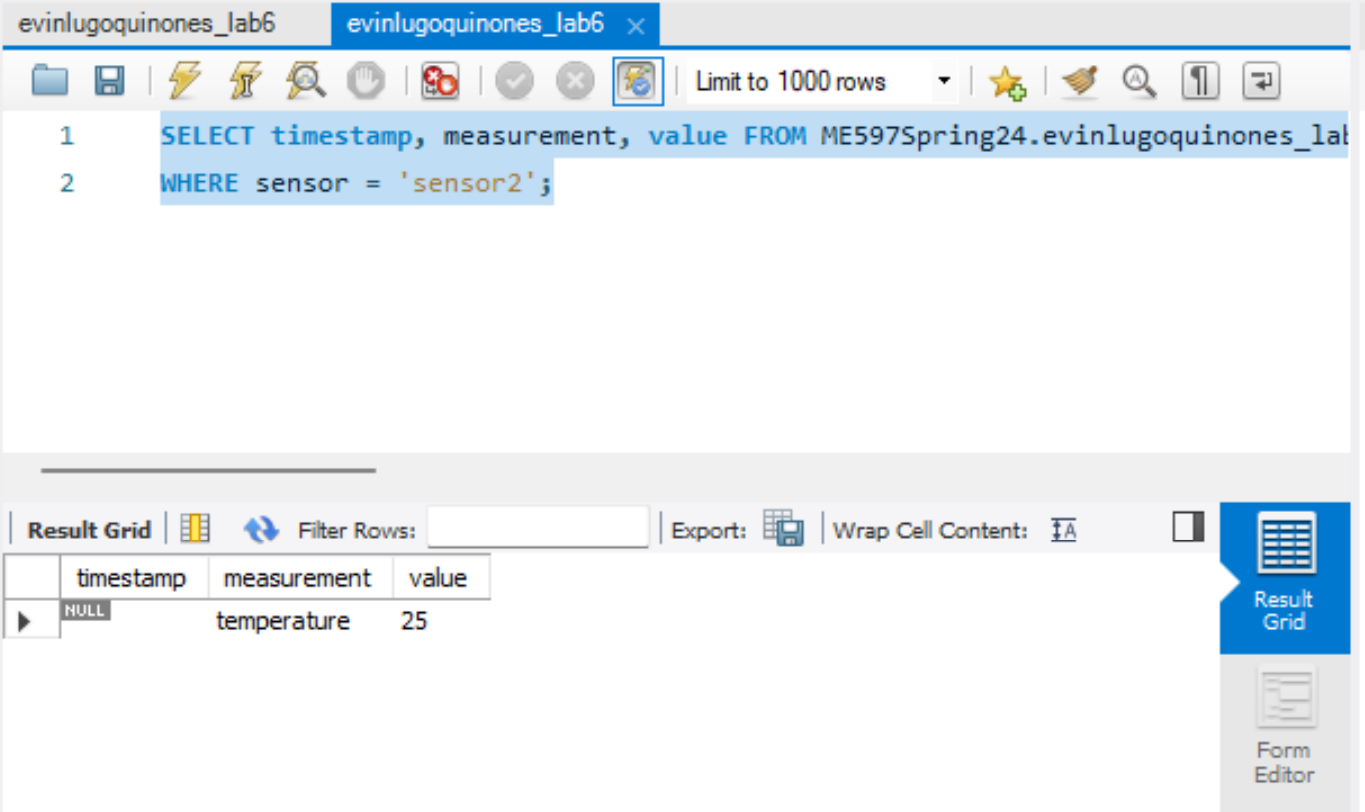 evinlugoquinones_lab6 evinlugoquinones_lab6
Limit to 1000 rows
1 SELECT timestamp, measurement, value FROM ME597Spring24.evinlugoquinones_lab
2 WHERE sensor = 'sensor2';
Result Grid Filter Rows: Export: Wrap Cell Content: IA
timestamp measurement value
NULL temperature 25
Result
Grid
Form
Editor